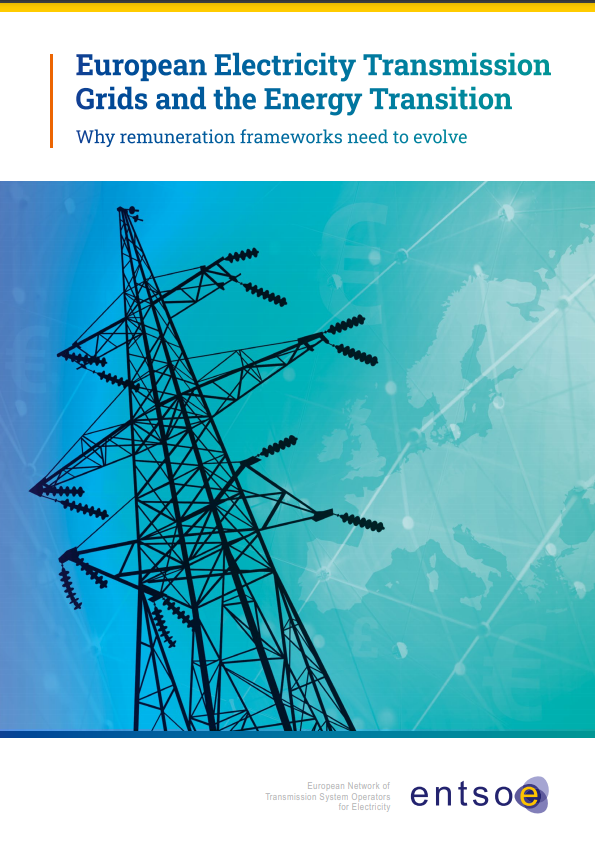 European Electricity Transmission
Grids and the Energy Transition
Why remuneration frameworks need to evolve
€
€
£
€
European Network of
Transmission System Operators
for Electricity
entsoe